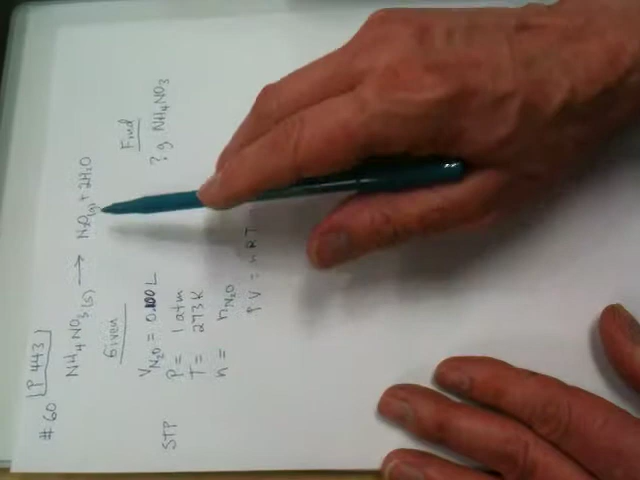 #60 P 443
NH4NO3(s) → N2O(g) + 2H2O
Given Find
VN2O = 0.100 L ? g NH4NO3
STP P = 1 atm
T = 273 K
n = nN2O
PV = nRT